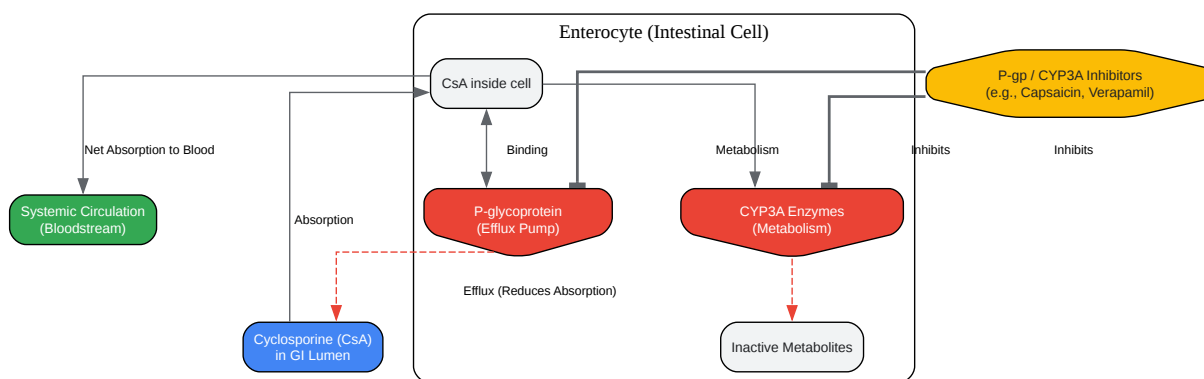 Enterocyte (Intestinal Cell)
CsA inside cell
P-gp / CYP3A Inhibitors
(e.g., Capsaicin, Verapamil)
Net Absorption to Blood
Binding
Metabolism
Inhibits
Inhibits
Systemic Circulation
(Bloodstream)
Absorption
P-glycoprotein
(Efflux Pump)
CYP3A Enzymes
(Metabolism)
Efflux (Reduces Absorption)
Cyclosporine (CsA)
in GI Lumen
Inactive Metabolites